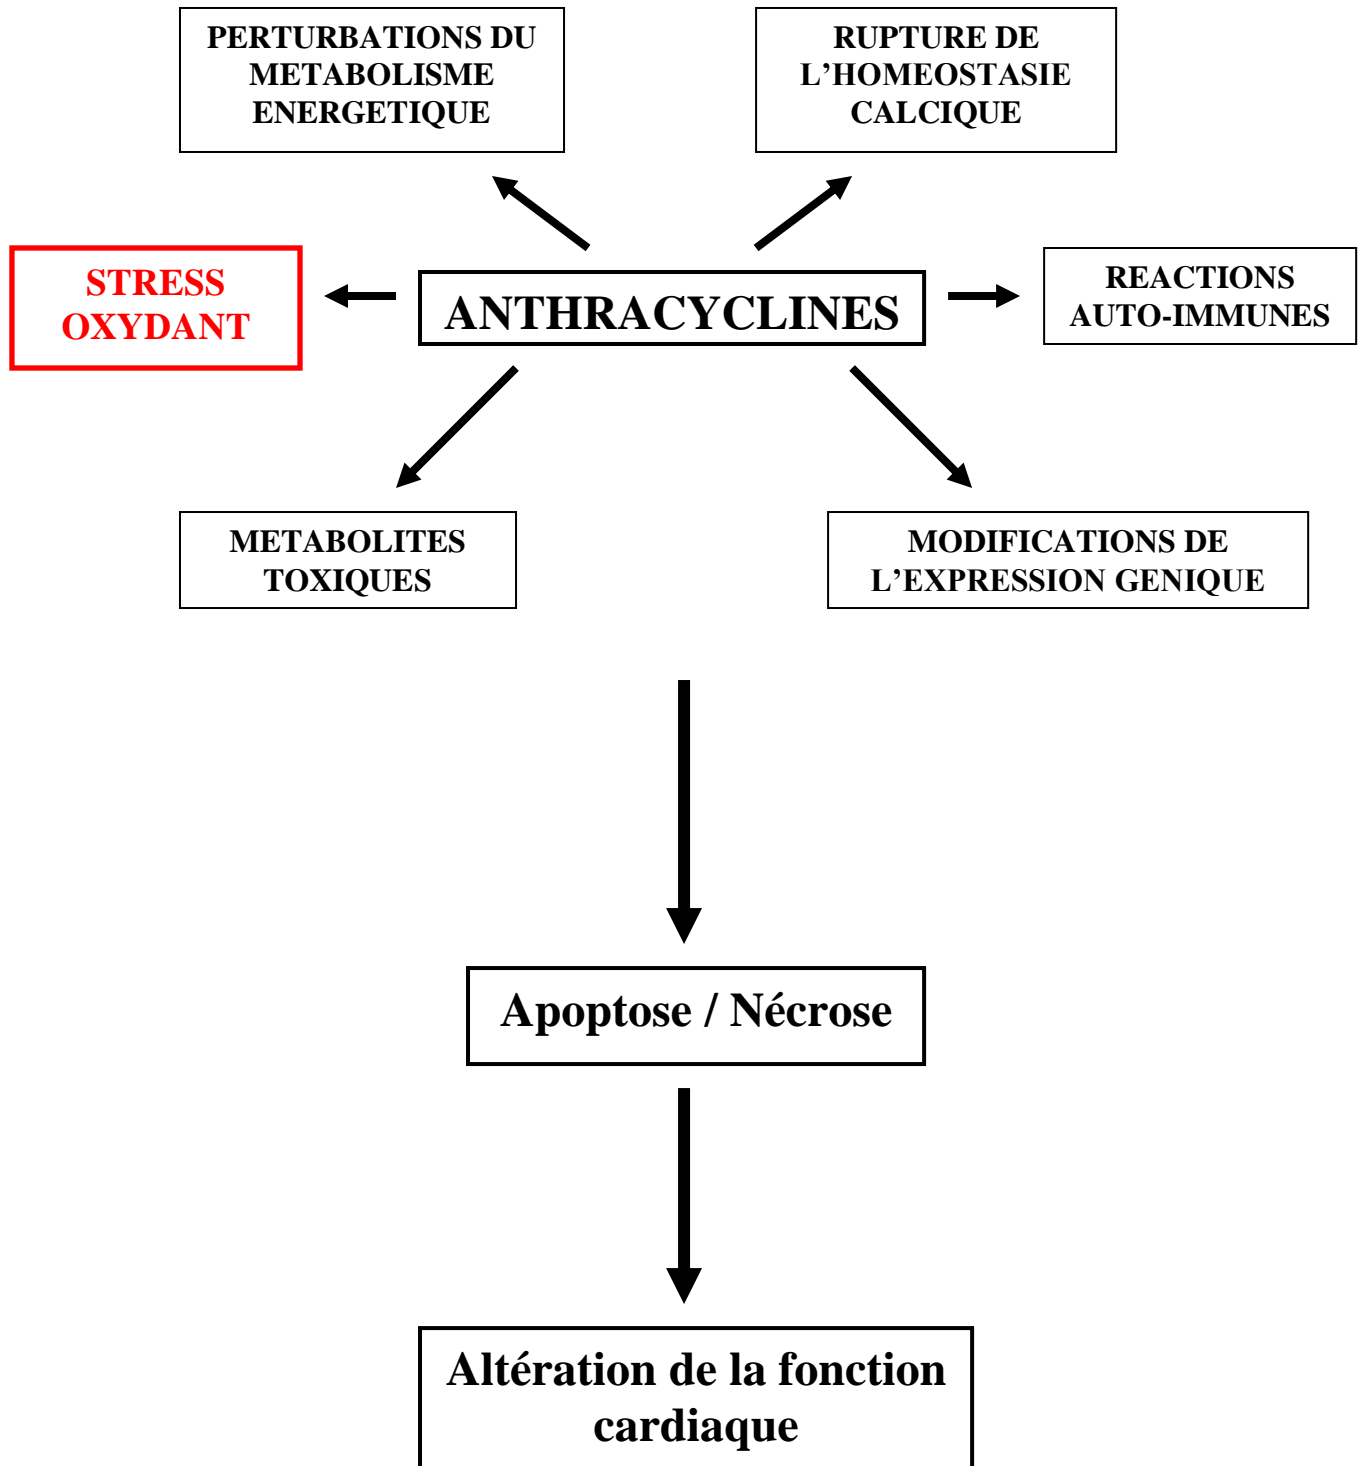 PERTURBATIONS DU
METABOLISME
ENERGETIQUE
RUPTURE DE
L’HOMEOSTASIE
CALCIQUE
STRESS
OXYDANT
ANTHRACYCLINES
REACTIONS
AUTO-IMMUNES
METABOLITES
TOXIQUES
MODIFICATIONS DE
L’EXPRESSION GENIQUE
Apoptose / Nécrose
Altération de la fonction
cardiaque